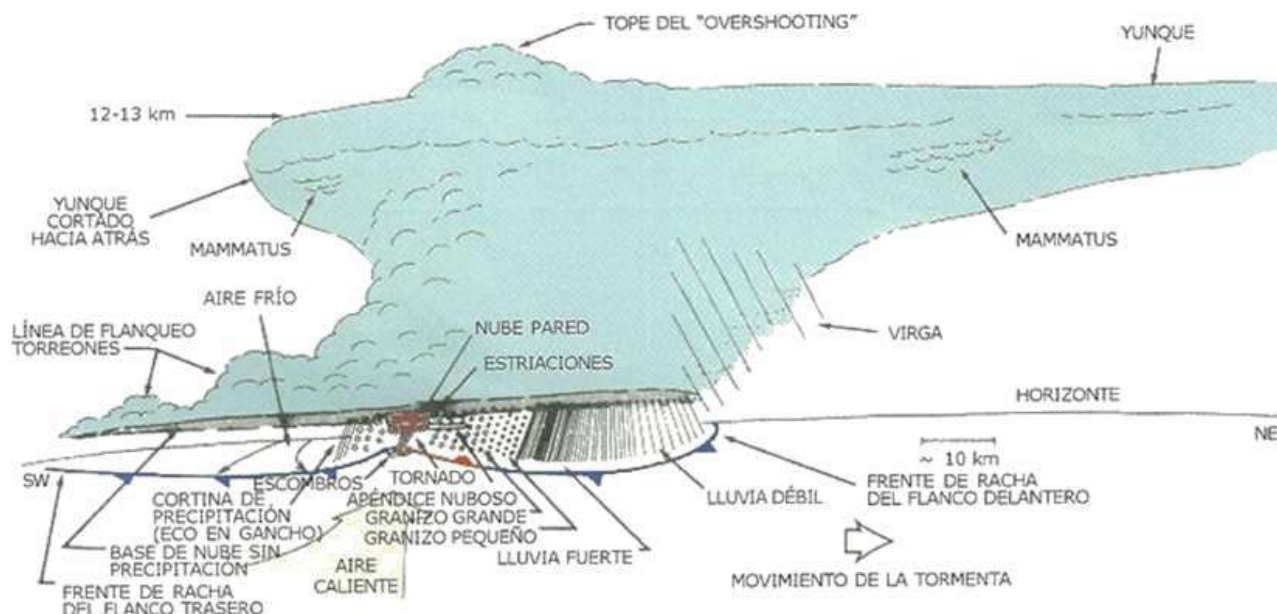 TOPE DEL "OVERSHOOTING"
YUNQUE
12-13 km
YUNQUE
CORTADO
HACIA ATRÁS
MAMMATUS
MAMMATUS
AIRE FRÍO
LÍNEA DE FLANQUEO
TORREONES
NUBE PARED
ESTRIACIONES
VIRGA
HORIZONTE
NE
SW
~ 10 km
ESCOMBROS
TORNADO
CORTINA DE
PRECIPITACIÓN
(ECO EN GANCHO)
APÉNDICE NUBOSO
GRANIZO GRANDE
GRANIZO PEQUEÑO
LLUVIA DÉBIL
FRENTE DE RACHA
DEL FLANCO DELANTERO
BASE DE NUBE SIN
PRECIPITACIÓN
LLUVIA FUERTE
AIRE
CALIENTE
MOVIMIENTO DE LA TORMENTA
FRENTE DE RACHA
DEL FLANCO TRASERO